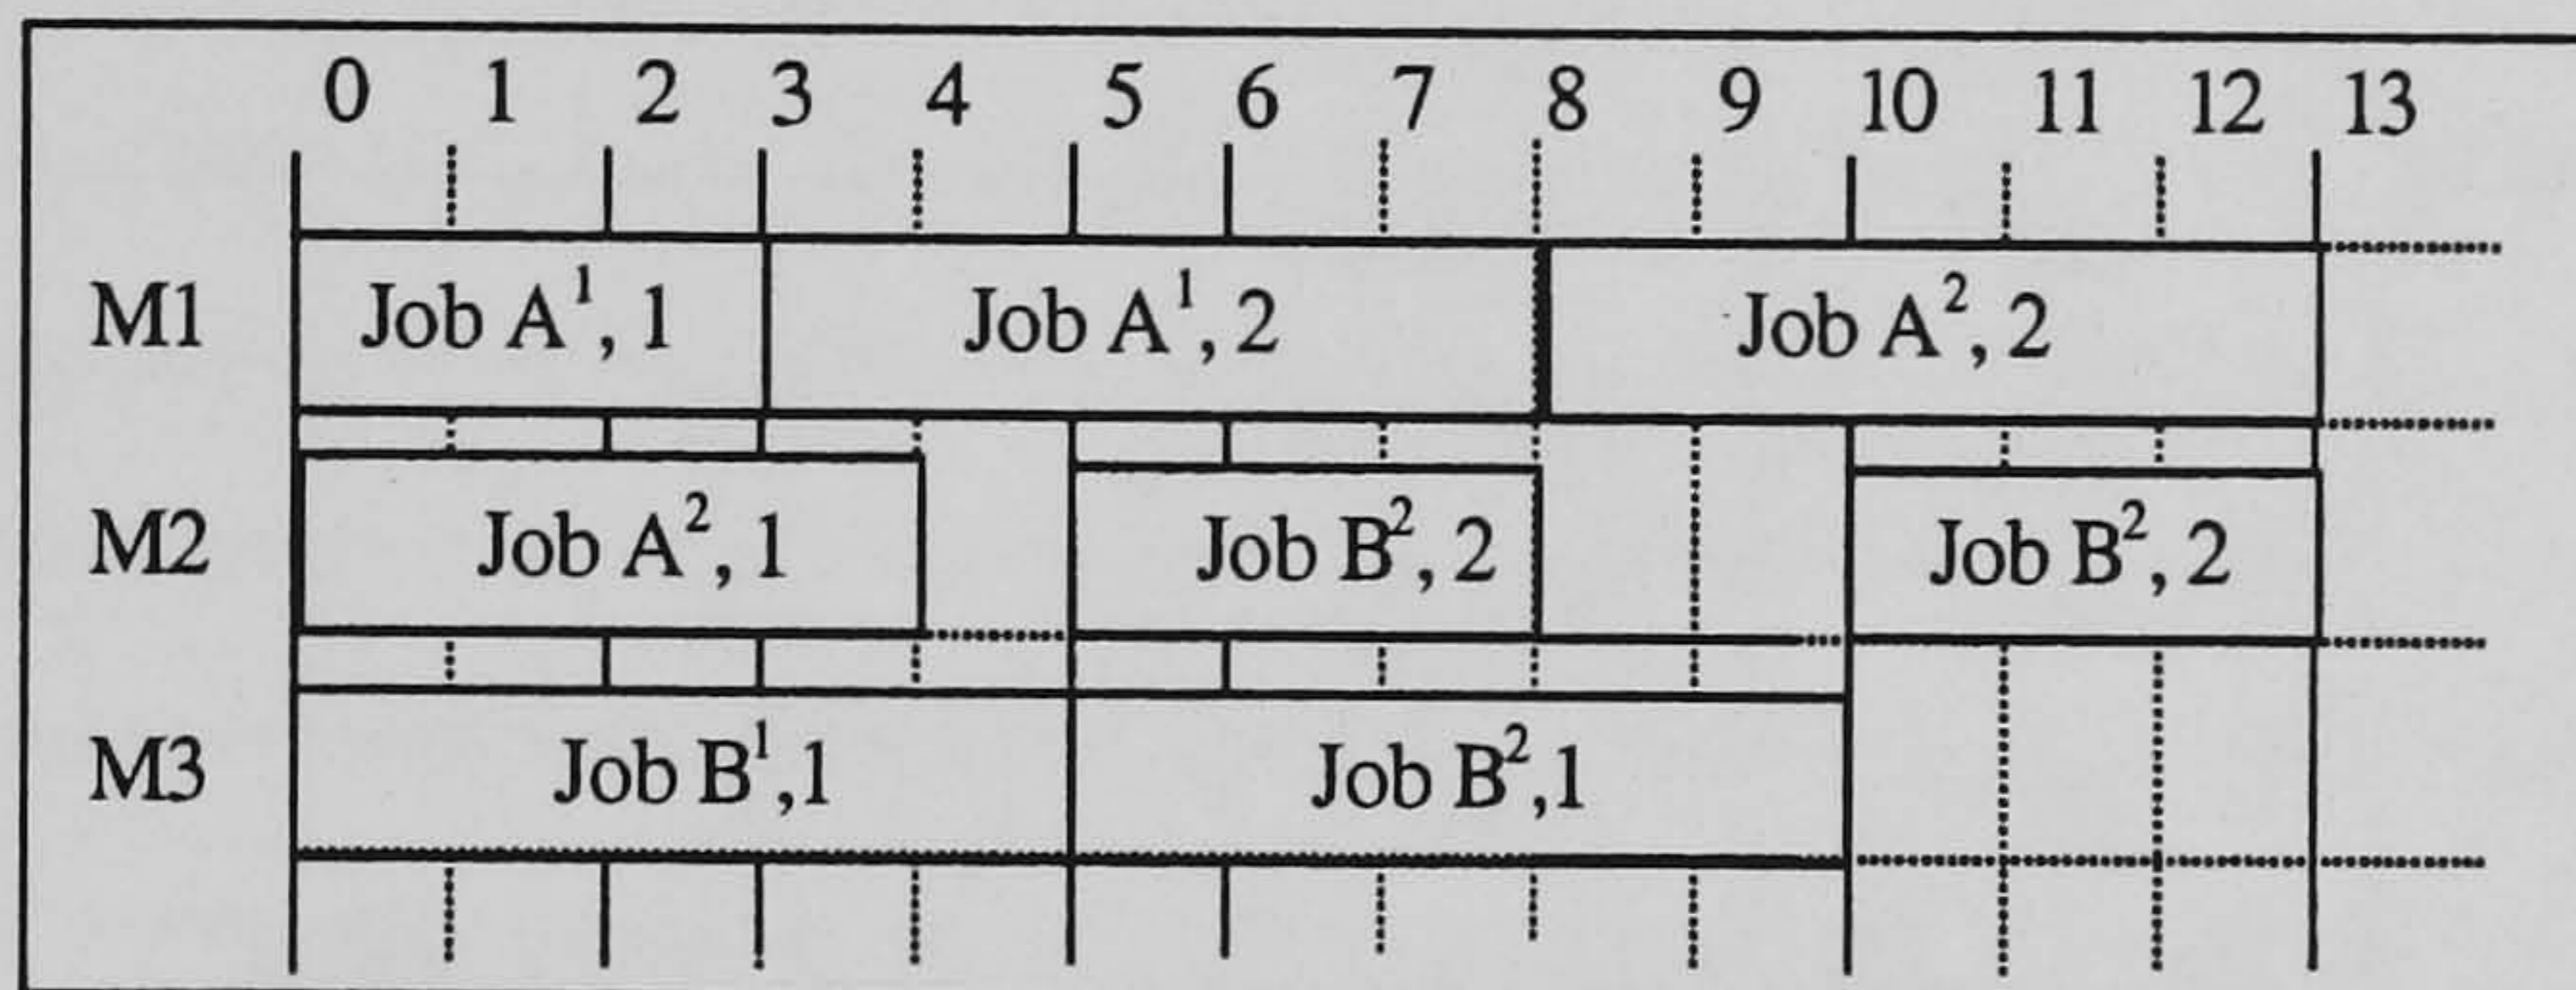 0 1 2 3 4 5 6 7 8 9 10 11 12 13
M1 Job A¹, 1 Job A¹, 2 Job A², 2
M2 Job A², 1 Job B², 2 Job B², 2
M3 Job B¹,1 Job B²,1